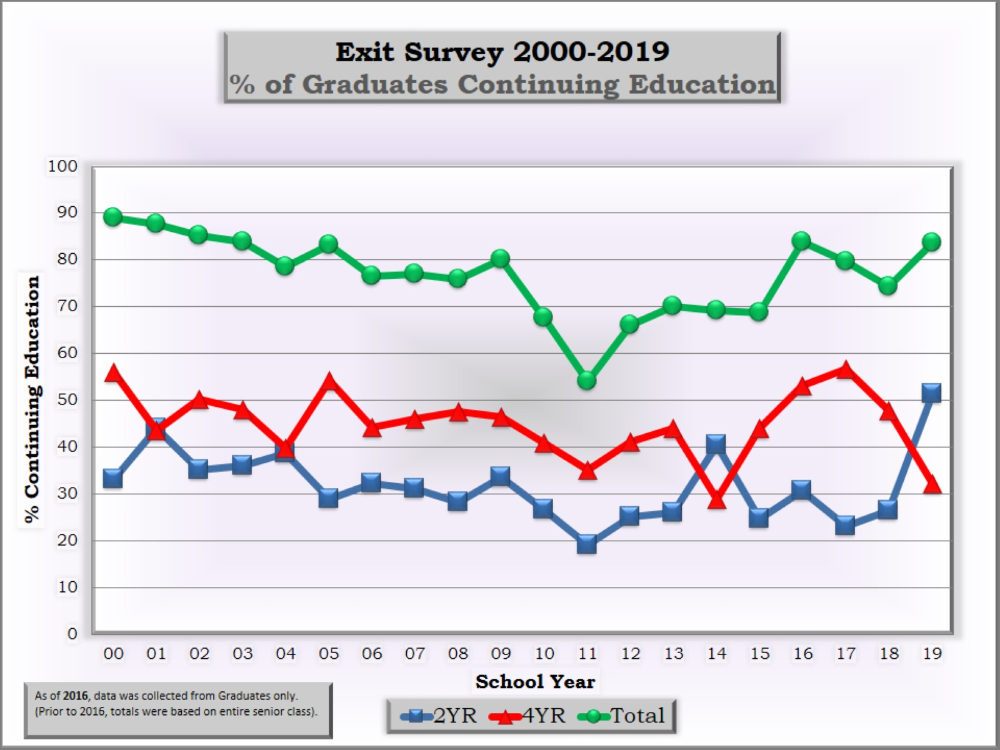 Exit Survey 2000-2019
% of Graduates Continuing Education
100
90
80
70
60
50
40
30
20
10
0
% Continuing Education
00 01 02 03 04 05 06 07 08 09 10 11 12 13 14 15 16 17 18 19
School Year
As of 2016, data was collected from Graduates only.
(Prior to 2016, totals were based on entire senior class).
2YR 4YR Total